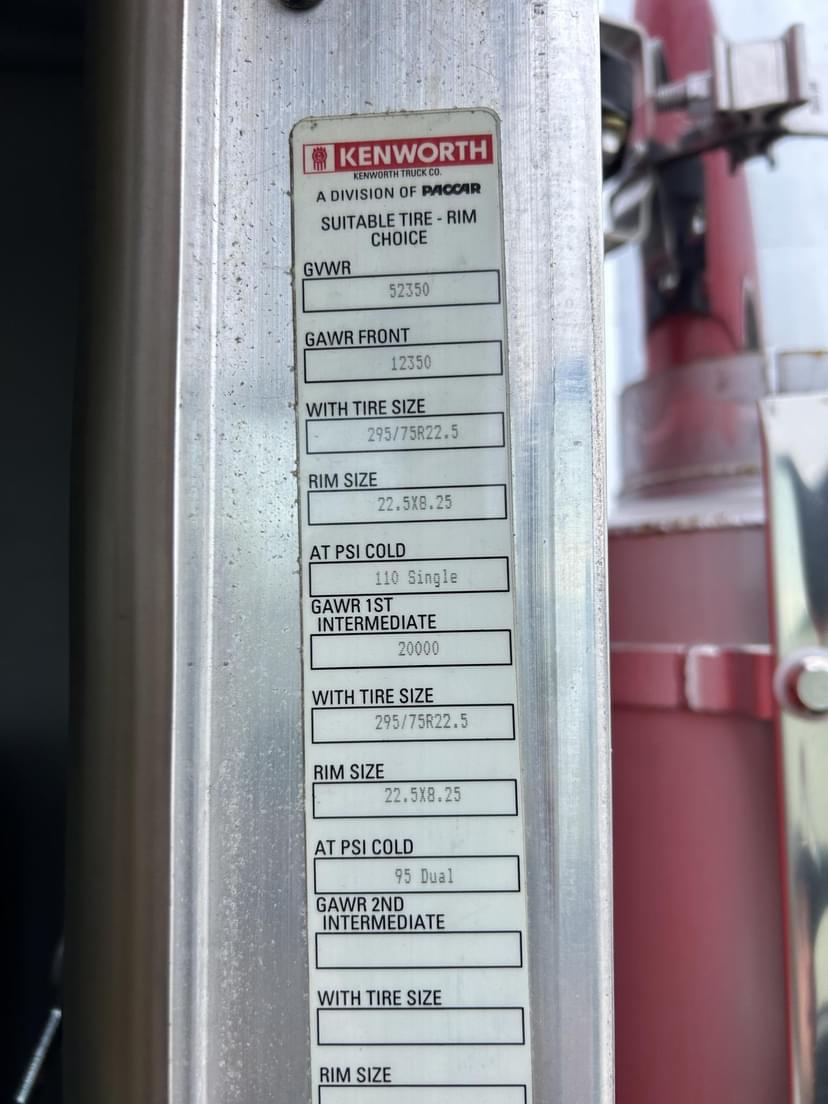 KENWORTH
KENWORTH TRUCK CO.
A DIVISION OF PACCAR
SUITABLE TIRE - RIM
CHOICE
GVWR
52350
GAWR FRONT
12350
WITH TIRE SIZE
295/75R22.5
RIM SIZE
22.5X8.25
AT PSI COLD
110 Single
GAWR 1ST
INTERMEDIATE
20000
WITH TIRE SIZE
295/75R22.5
RIM SIZE
22.5X8.25
AT PSI COLD
95 Dual
GAWR 2ND
INTERMEDIATE
WITH TIRE SIZE
RIM SIZE